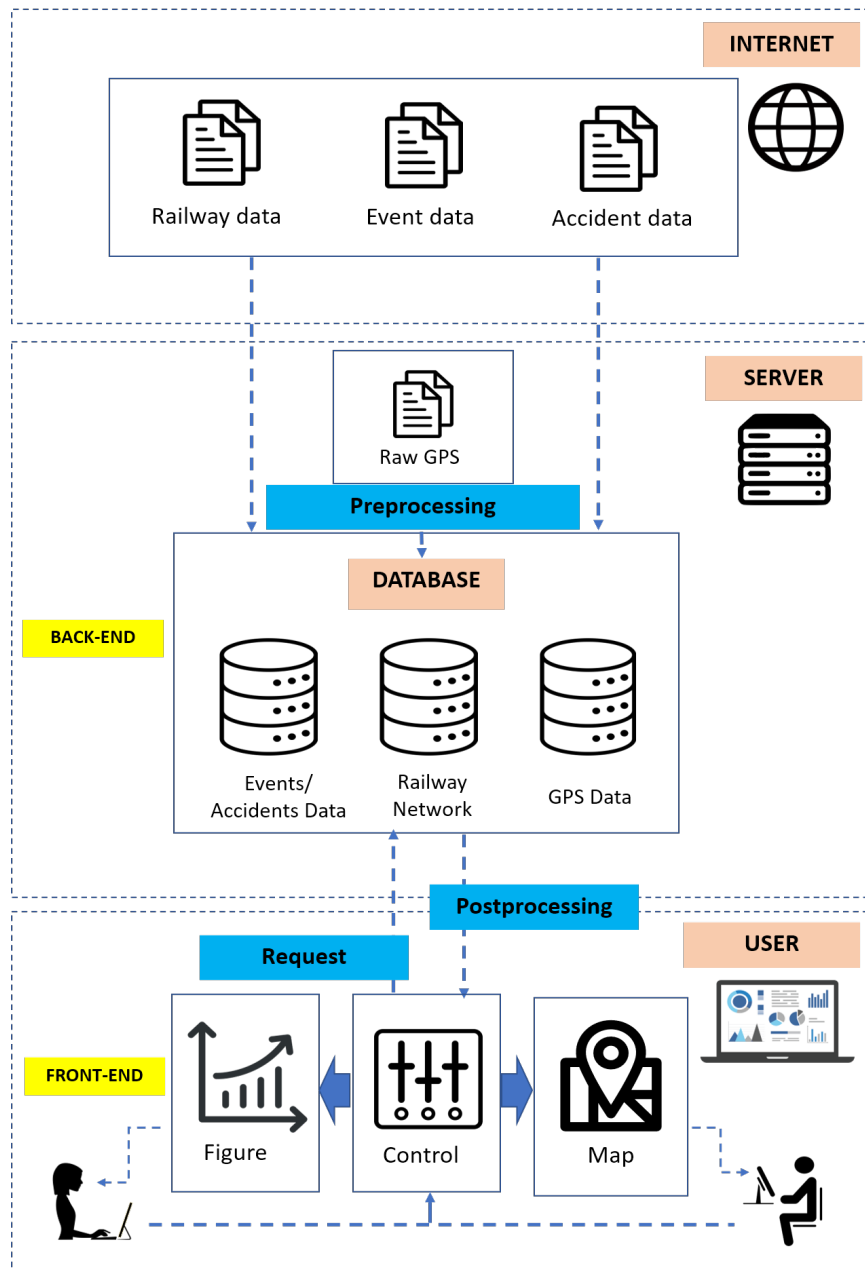 INTERNET
Railway data
Event data
Accident data
SERVER
Raw GPS
Preprocessing
DATABASE
BACK-END
Events/
Accidents Data
Railway
Network
GPS Data
Postprocessing
Request
USER
FRONT-END
Figure
Control
Map